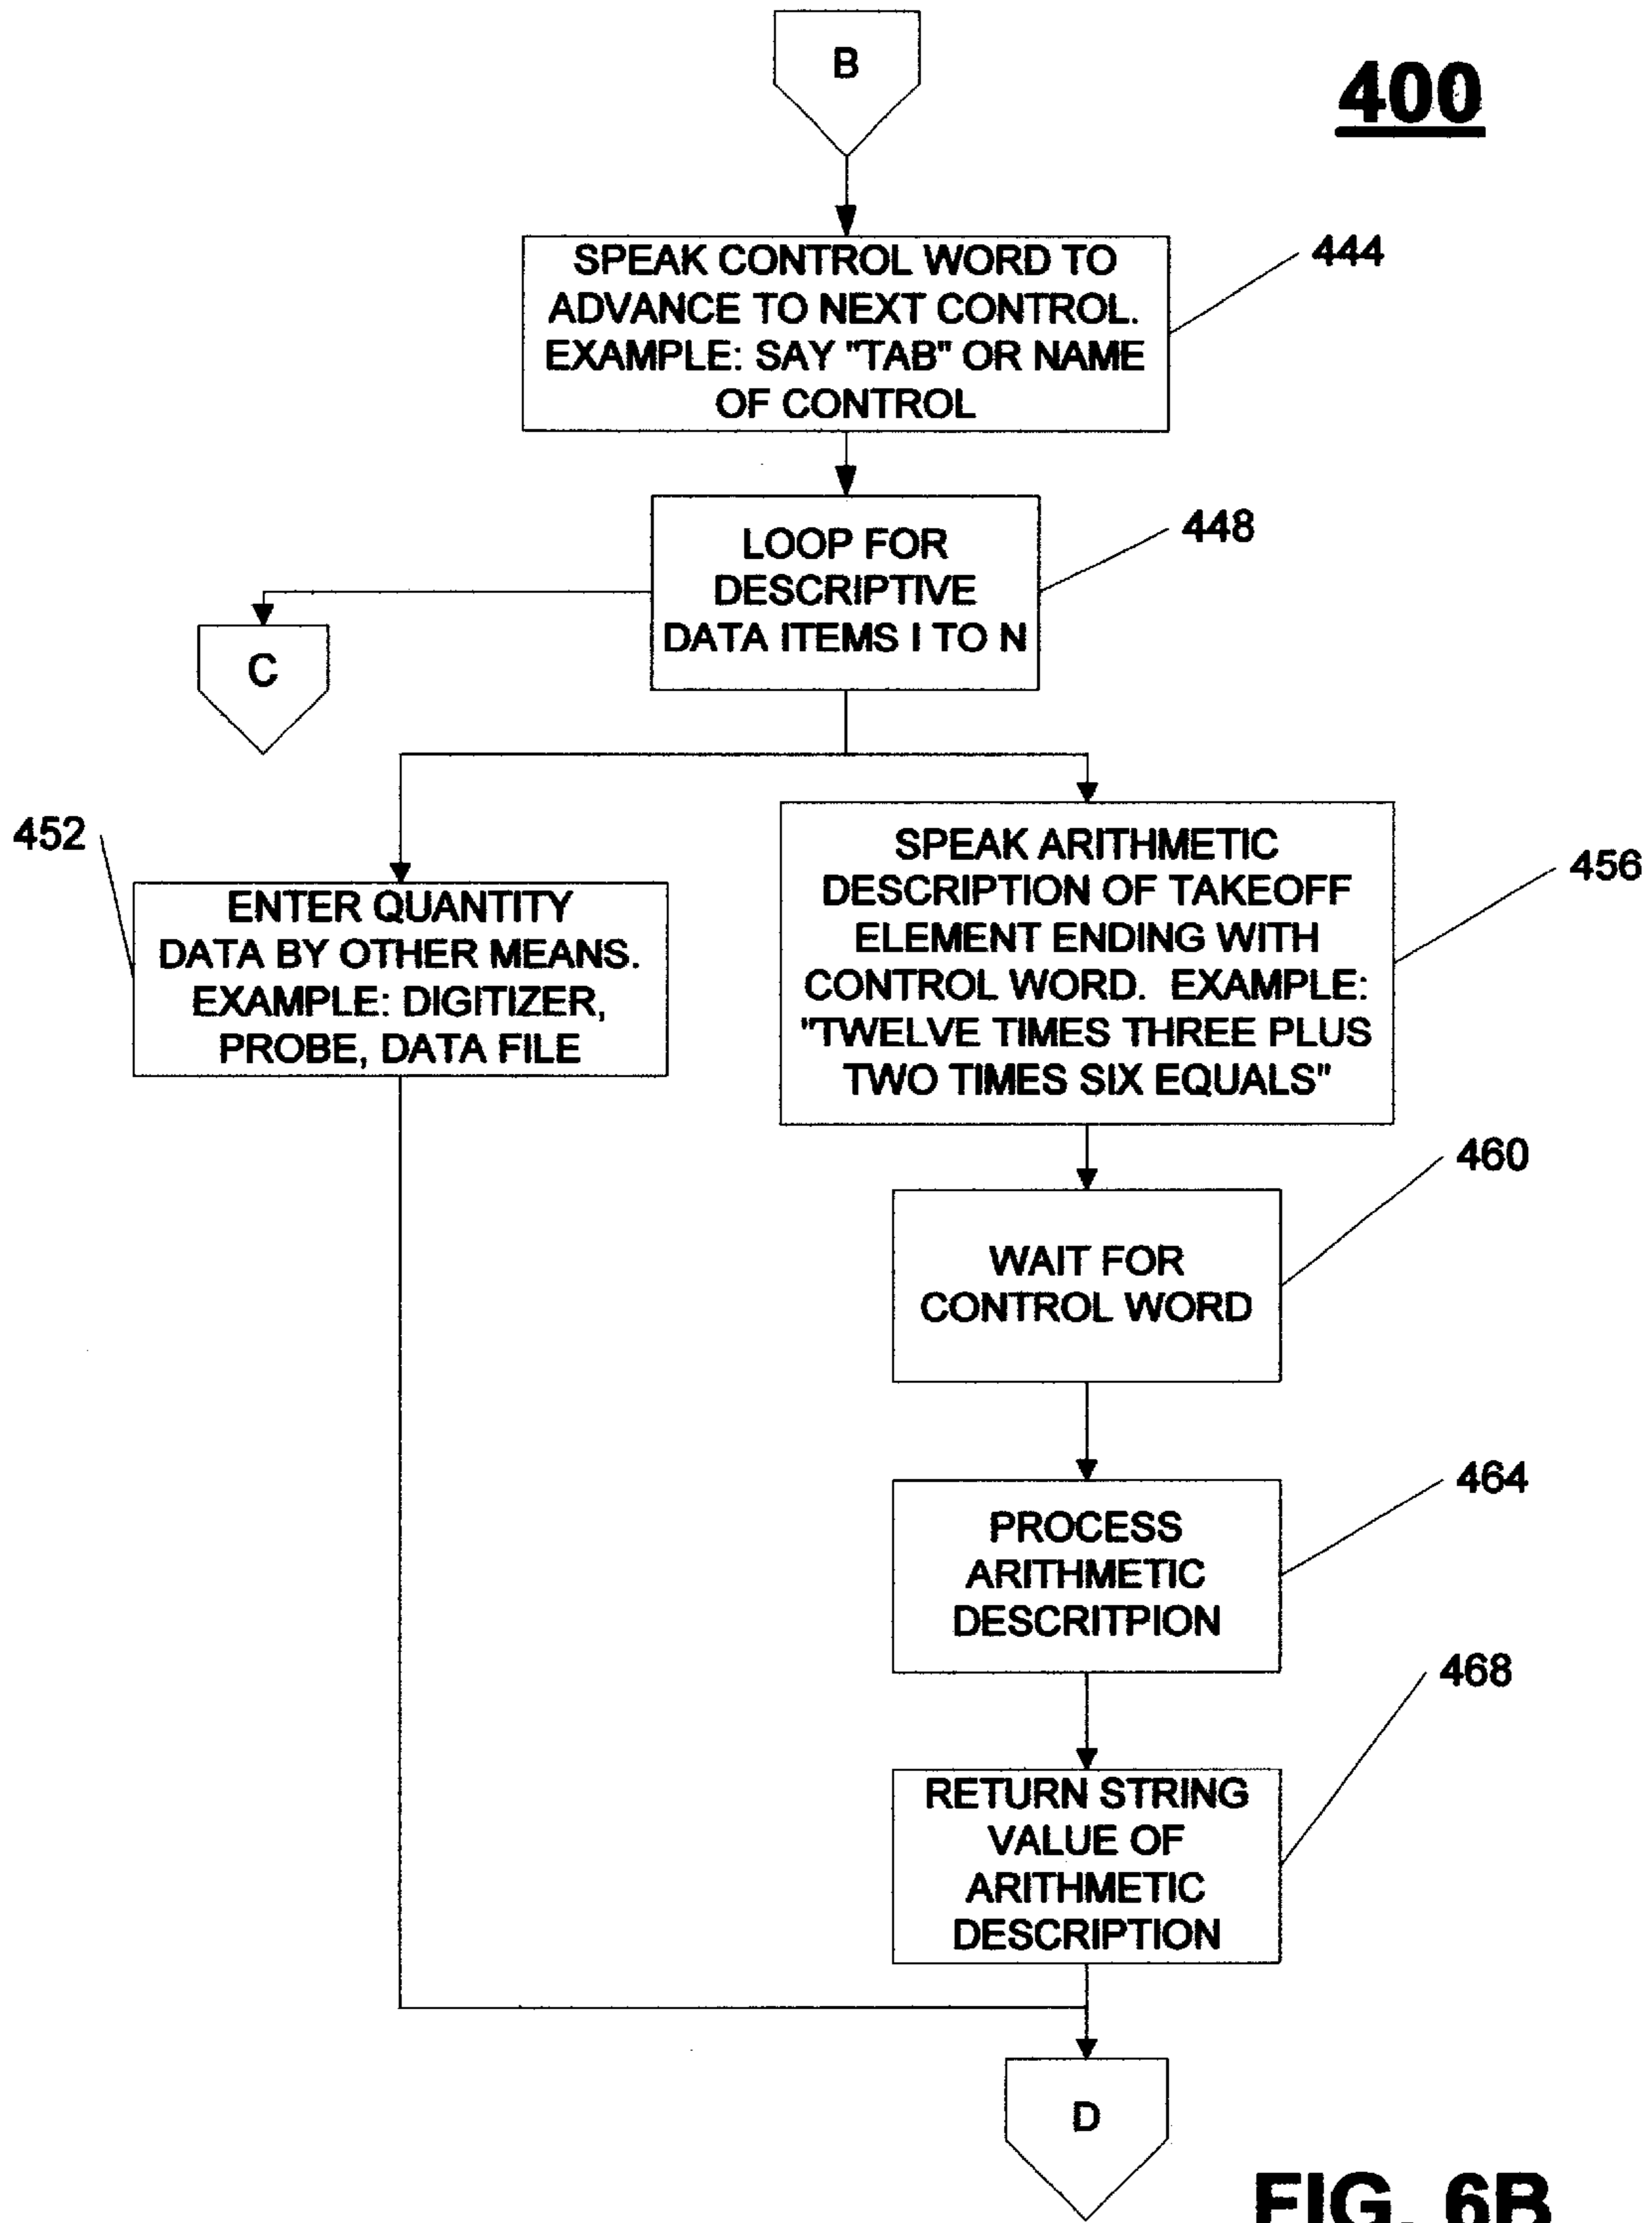 B
400
SPEAK CONTROL WORD TO
ADVANCE TO NEXT CONTROL.
EXAMPLE: SAY "TAB" OR NAME
OF CONTROL
444
LOOP FOR
DESCRIPTIVE
DATA ITEMS I TO N
448
C
452
ENTER QUANTITY
DATA BY OTHER MEANS.
EXAMPLE: DIGITIZER,
PROBE, DATA FILE
SPEAK ARITHMETIC
DESCRIPTION OF TAKEOFF
ELEMENT ENDING WITH
CONTROL WORD. EXAMPLE:
"TWELVE TIMES THREE PLUS
TWO TIMES SIX EQUALS"
456
460
WAIT FOR
CONTROL WORD
464
PROCESS
ARITHMETIC
DESCRITPION
468
RETURN STRING
VALUE OF
ARITHMETIC
DESCRIPTION
D
FIG. 6B